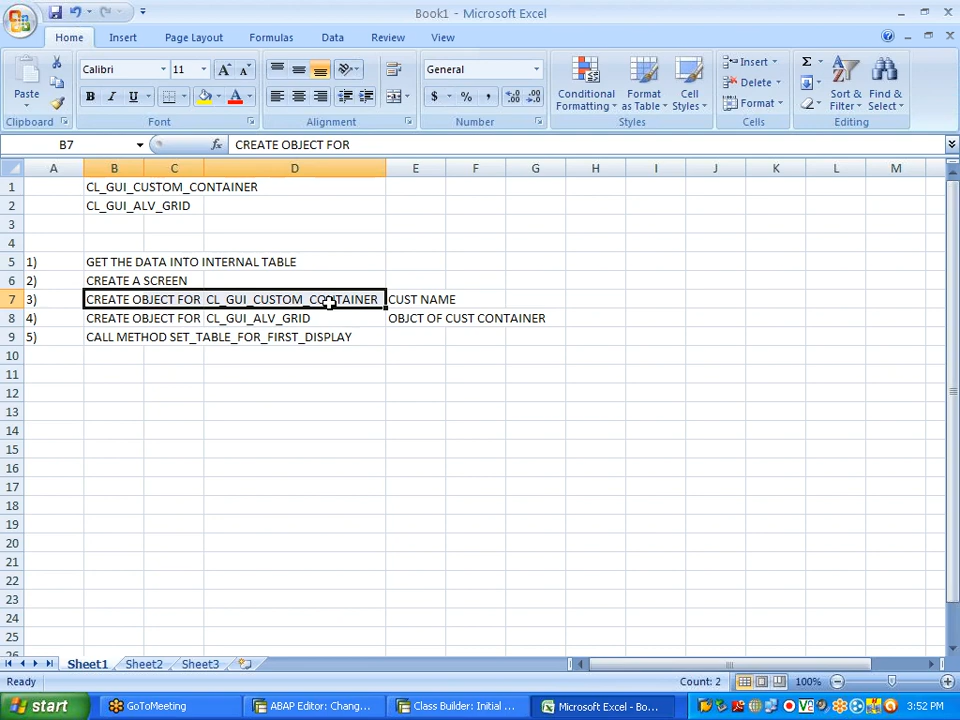 Book1 - Microsoft Excel
Home Insert Page Layout Formulas Data Review View
Paste Calibri 11 A A General Conditional Formatting Format as Table Cell Styles Insert Delete Format Σ Sort & Filter Find & Select
B I U A $ % ,
Clipboard Font Alignment Number Styles Cells Editing
B7 fx CREATE OBJECT FOR
A B C D E F G H I J K L M
1 CL_GUI_CUSTOM_CONTAINER
2 CL_GUI_ALV_GRID
3
4
5 1) GET THE DATA INTO INTERNAL TABLE
6 2) CREATE A SCREEN
7 3) CREATE OBJECT FOR CL_GUI_CUSTOM_CONTAINER CUST NAME
8 4) CREATE OBJECT FOR CL_GUI_ALV_GRID OBJCT OF CUST CONTAINER
9 5) CALL METHOD SET_TABLE_FOR_FIRST_DISPLAY
10
11
12
13
14
15
16
17
18
19
20
21
22
23
24
25
Sheet1 Sheet2 Sheet3
Ready Count: 2 100%
start GoToMeeting ABAP Editor: Chang... Class Builder: Initial ... Microsoft Excel - Bo... 3:52 PM